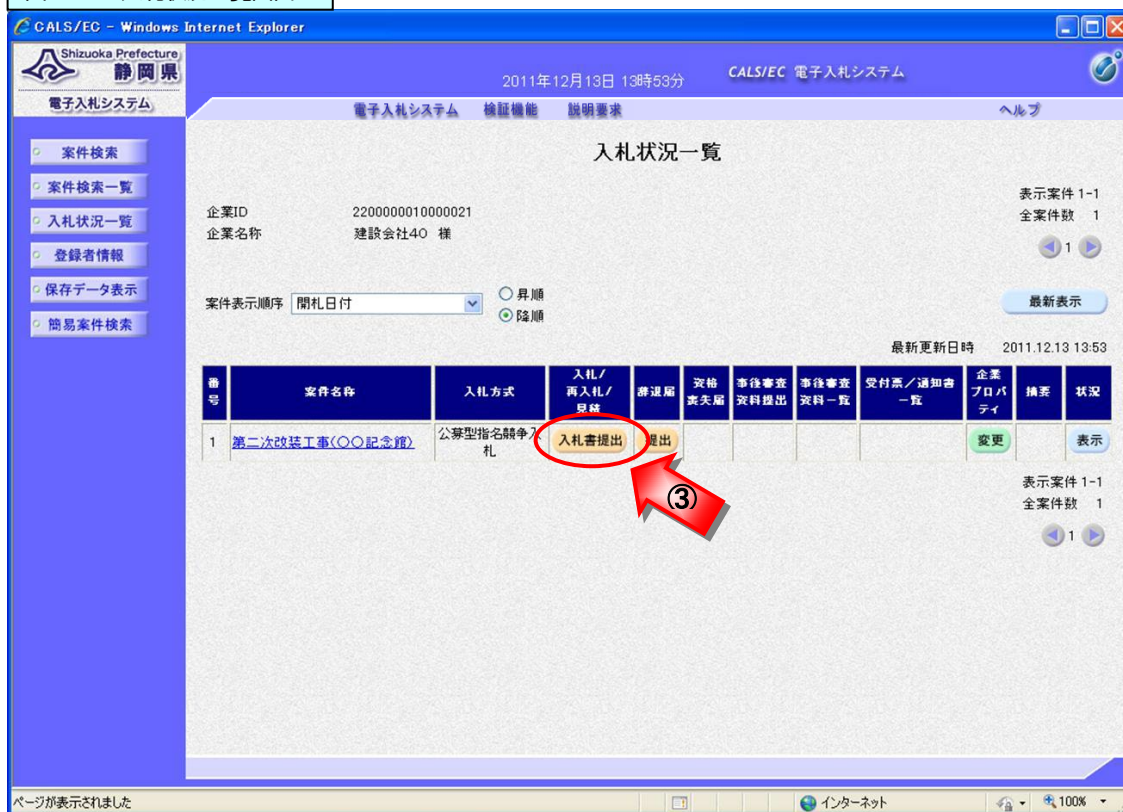 CALS/EC - Windows Internet Explorer
Shizuoka Prefecture
静岡県
電子入札システム
2011年12月13日 13時53分
CALS/EC 電子入札システム
電子入札システム 検証機能 説明要求 ヘルプ
案件検索
案件検索一覧
入札状況一覧
登録者情報
保存データ表示
簡易案件検索
入札状況一覧
表示案件 1-1
全案件数 1
1
企業ID 2200000010000021
企業名称 建設会社40 様
案件表示順序 開札日付
昇順
降順
最新表示
最新更新日時 2011.12.13 13:53
番号 案件名称 入札方式 入札/再入札/見積 辞退届 資格喪失届 事後審査資料提出 事後審査資料一覧 受付票/通知書一覧 企業プロパティ 摘要 状況
1 第二次改装工事(〇〇記念館) 公募型指名競争入札 入札書提出 提出 変更 表示
③
表示案件 1-1
全案件数 1
1
ページが表示されました
インターネット
100%